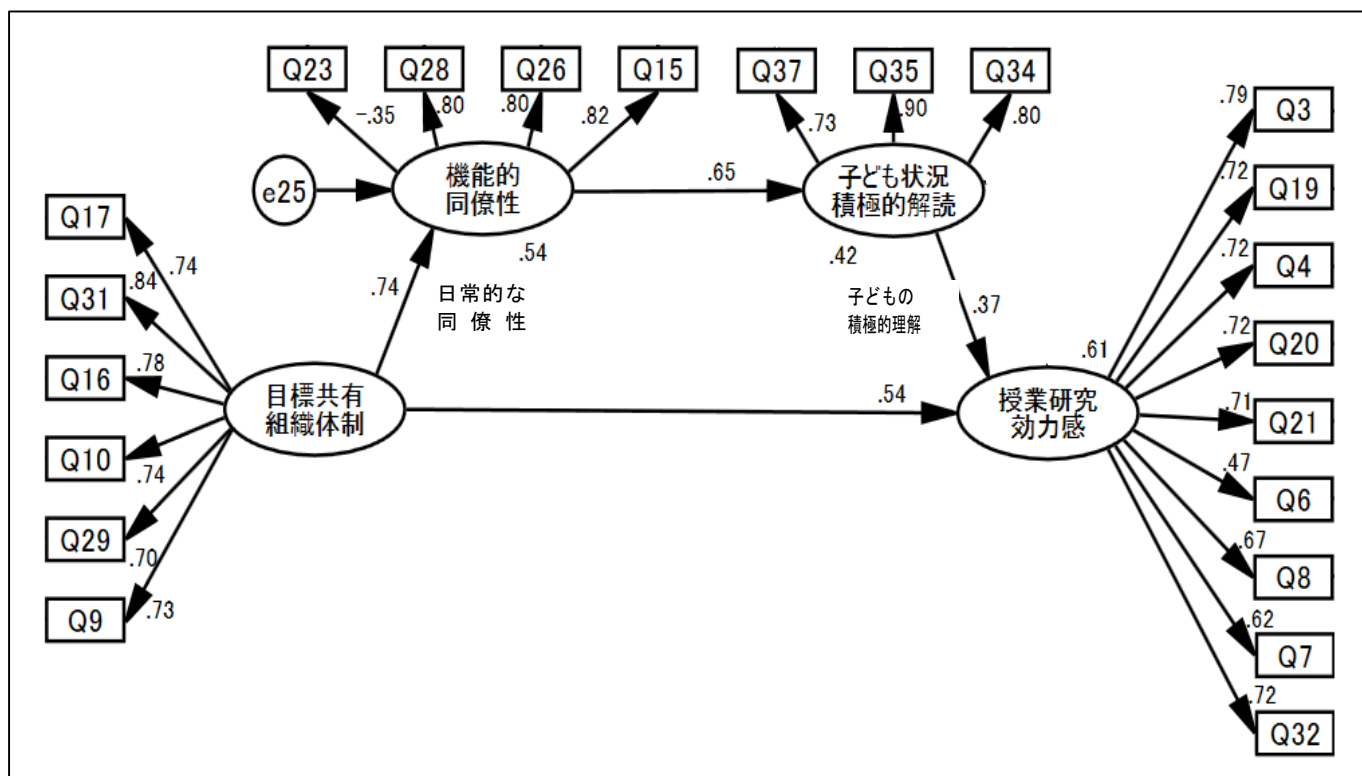 Q23
Q28
Q26
Q15
Q37
Q35
Q34
-.35
.80
.80
.82
.73
.90
.80
e25
機能的
同僚性
.65
子ども状況
積極的解読
.54
.42
日常的な
同 僚 性
子どもの
積極的理解
.74
.37
Q17
Q31
Q16
Q10
Q29
Q9
.74
.84
.78
.74
.70
.73
目標共有
組織体制
.54
.61
授業研究
効力感
.79
.72
.72
.72
.71
.47
.67
.62
.72
Q3
Q19
Q4
Q20
Q21
Q6
Q8
Q7
Q32